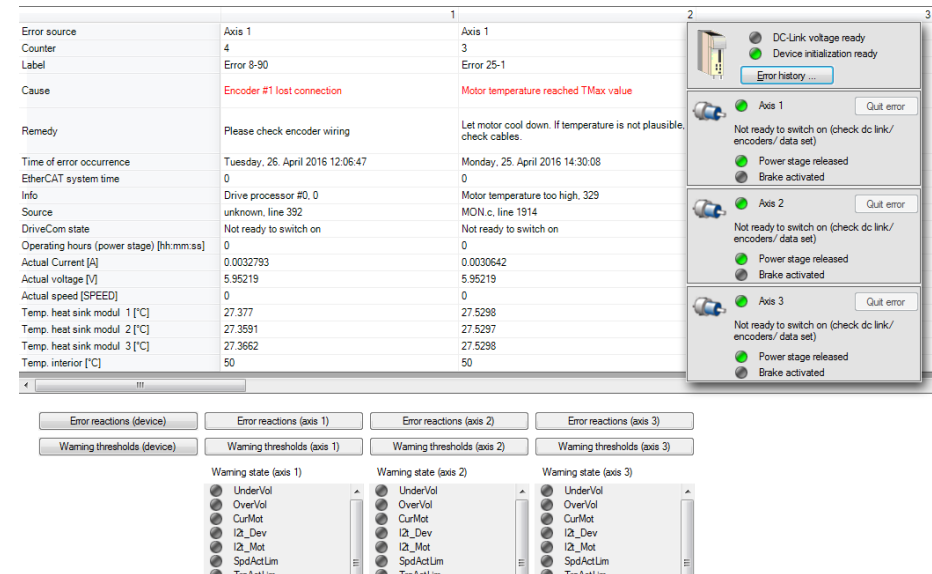 1 2 3
Error source Axis 1 Axis 1
Counter 4 3
Label Error 8-90 Error 25-1
Cause Encoder #1 lost connection Motor temperature reached TMax value
Remedy Please check encoder wiring Let motor cool down. If temperature is not plausible, check cables.
Time of error occurrence Tuesday, 26. April 2016 12:06:47 Monday, 25. April 2016 14:30:08
EtherCAT system time 0 0
Info Drive processor #0, 0 Motor temperature too high, 329
Source unknown, line 392 MON.c, line 1914
DriveCom state Not ready to switch on Not ready to switch on
Operating hours (power stage) [hh:mm:ss] 0 0
Actual Current [A] 0.0032793 0.0030642
Actual voltage [V] 5.95219 5.95219
Actual speed [SPEED] 0 0
Temp. heat sink modul 1 [°C] 27.377 27.5298
Temp. heat sink modul 2 [°C] 27.3591 27.5297
Temp. heat sink modul 3 [°C] 27.3662 27.5298
Temp. interior [°C] 50 50
DC-Link voltage ready
Device initialization ready
Error history ...
Axis 1 Quit error
Not ready to switch on (check dc link/
encoders/ data set)
Power stage released
Brake activated
Axis 2 Quit error
Not ready to switch on (check dc link/
encoders/ data set)
Power stage released
Brake activated
Axis 3 Quit error
Not ready to switch on (check dc link/
encoders/ data set)
Power stage released
Brake activated
Error reactions (device) Error reactions (axis 1) Error reactions (axis 2) Error reactions (axis 3)
Warning thresholds (device) Warning thresholds (axis 1) Warning thresholds (axis 2) Warning thresholds (axis 3)
Warning state (axis 1) Warning state (axis 2) Warning state (axis 3)
UnderVol UnderVol UnderVol
OverVol OverVol OverVol
CurMot CurMot CurMot
I2t_Dev I2t_Dev I2t_Dev
I2t_Mot I2t_Mot I2t_Mot
SpdActLim SpdActLim SpdActLim